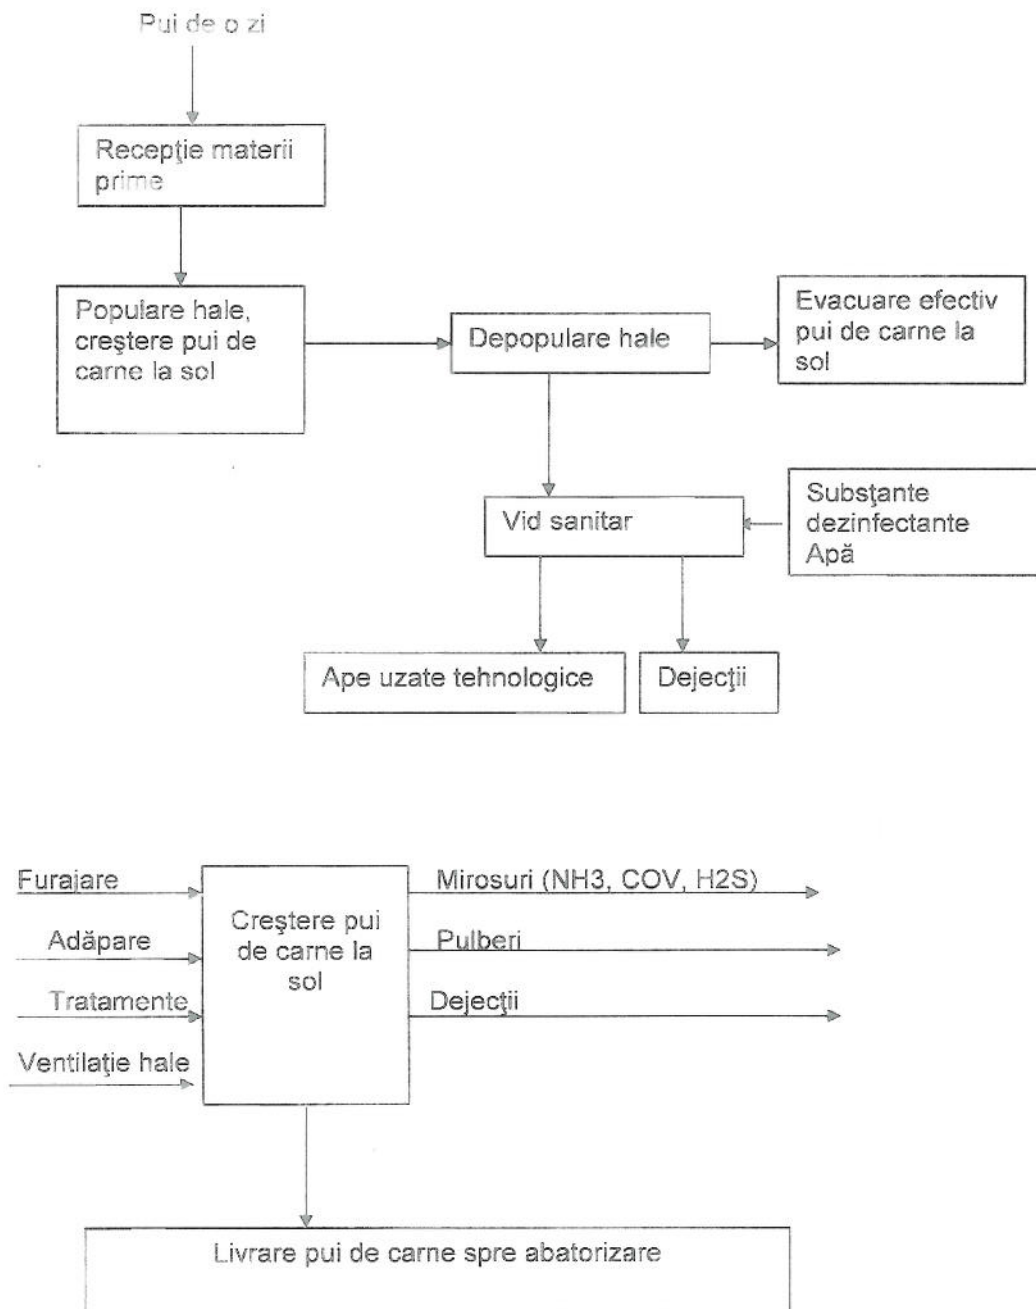 Pui de o zi
Recepţie materii
prime
Populare hale,
creştere pui de
carne la sol
Depopulare hale
Evacuare efectiv
pui de carne la
sol
Vid sanitar
Subşţante
dezinfectante
Apă
Ape uzate tehnologice
Dejecţii
Furajare
Adăpare
Tratamente
Ventilaţie hale
Creştere pui
de carne la
sol
Mirosuri (NH3, COV, H2S)
Pulberi
Dejecţii
Livrare pui de carne spre abatorizare